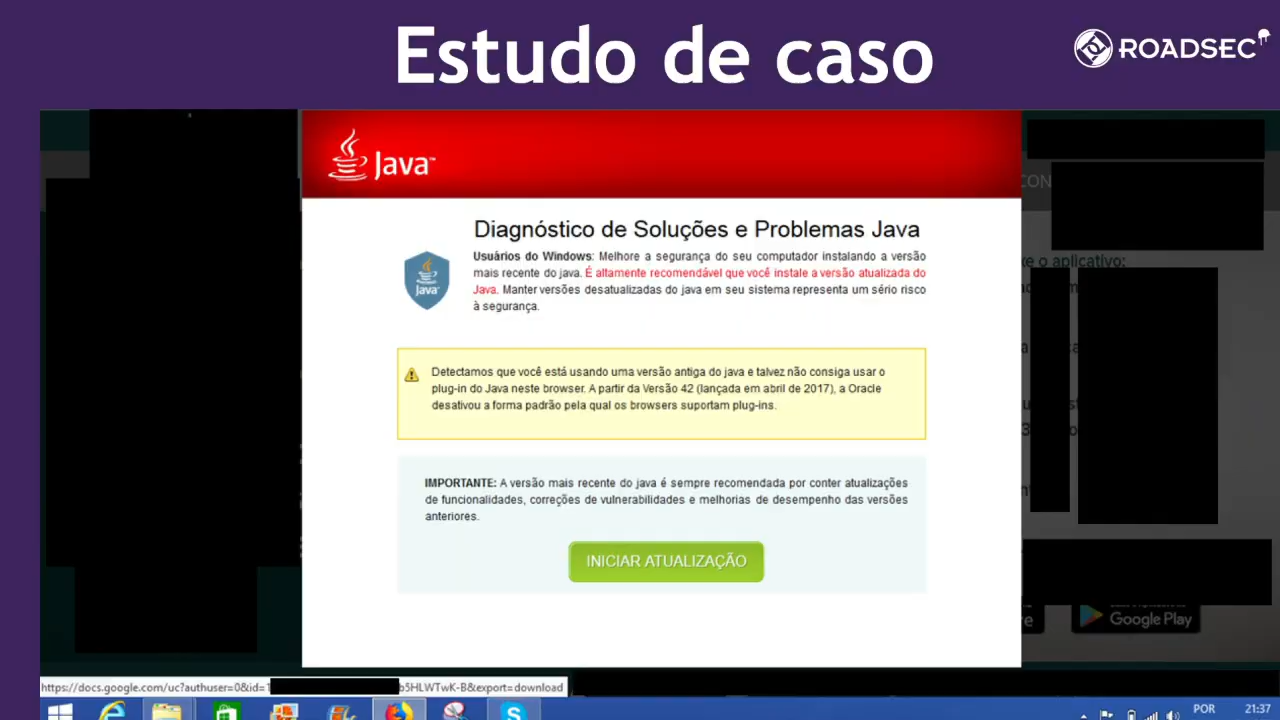 Estudo de caso
ROADSEC
Java
Diagnóstico de Soluções e Problemas Java
Usuários do Windows: Melhore a segurança do seu computador instalando a versão
mais recente do java. É altamente recomendável que você instale a versão atualizada do
Java. Manter versões desatualizadas do java em seu sistema representa um sério risco
à segurança.
Java
Detectamos que você está usando uma versão antiga do java e talvez não consiga usar o
plug-in do Java neste browser. A partir da Versão 42 (lançada em abril de 2017), a Oracle
desativou a forma padrão pela qual os browsers suportam plug-ins.
IMPORTANTE: A versão mais recente do java é sempre recomendada por conter atualizações
de funcionalidades, correções de vulnerabilidades e melhorias de desempenho das versões
anteriores.
INICIAR ATUALIZAÇÃO
CON
xe o aplicativo:
Google Play
https://docs.google.com/uc?authuser=0&id=1
b5HLWTwK-B&export=download
POR
21:37